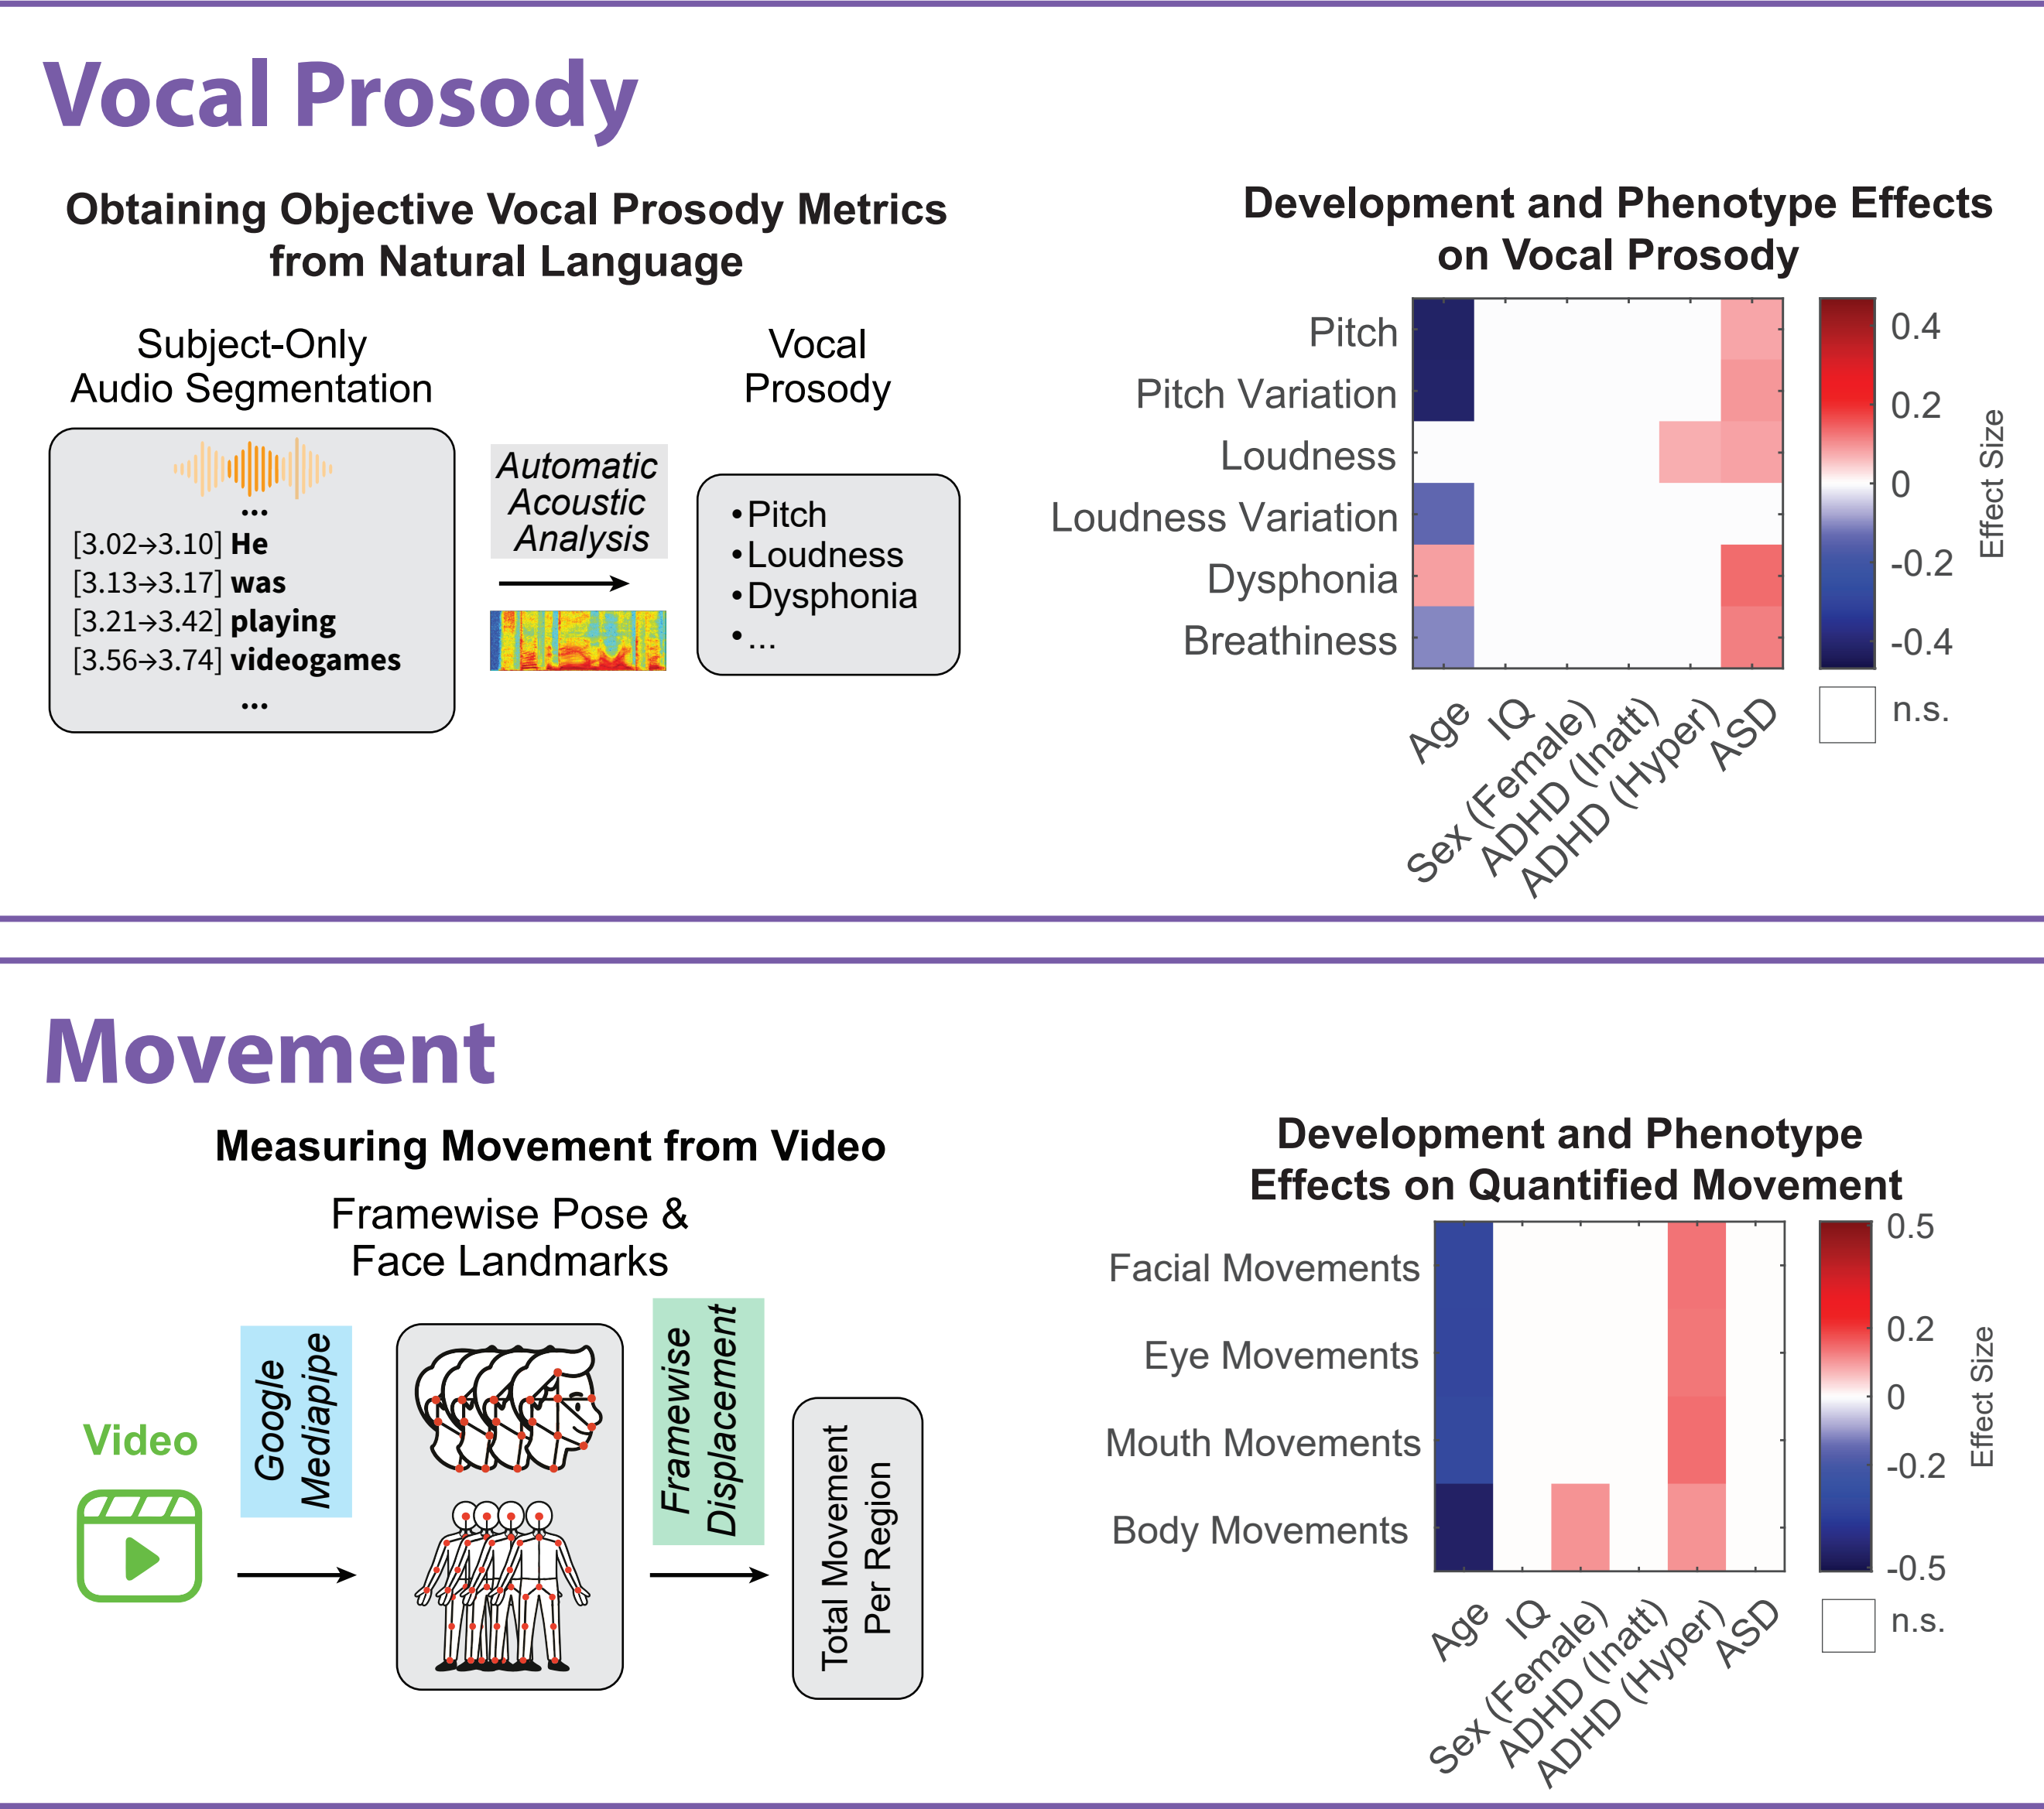 Vocal Prosody
Obtaining Objective Vocal Prosody Metrics
from Natural Language
Subject-Only
Audio Segmentation
...
[3.02→3.10] He
[3.13→3.17] was
[3.21→3.42] playing
[3.56→3.74] videogames
...
Automatic
Acoustic
Analysis
Vocal
Prosody
•Pitch
•Loudness
•Dysphonia
•...
Development and Phenotype Effects
on Vocal Prosody
Pitch
Pitch Variation
Loudness
Loudness Variation
Dysphonia
Breathiness
Age
IQ
Sex (Female)
ADHD (Inatt)
ADHD (Hyper)
ASD
0.4
0.2
0
-0.2
-0.4
Effect Size
n.s.
Movement
Measuring Movement from Video
Framewise Pose &
Face Landmarks
Video
Google
Mediapipe
Framewise
Displacement
Total Movement
Per Region
Development and Phenotype
Effects on Quantified Movement
Facial Movements
Eye Movements
Mouth Movements
Body Movements
Age
IQ
Sex (Female)
ADHD (Inatt)
ADHD (Hyper)
ASD
0.5
0.2
0
-0.2
-0.5
Effect Size
n.s.